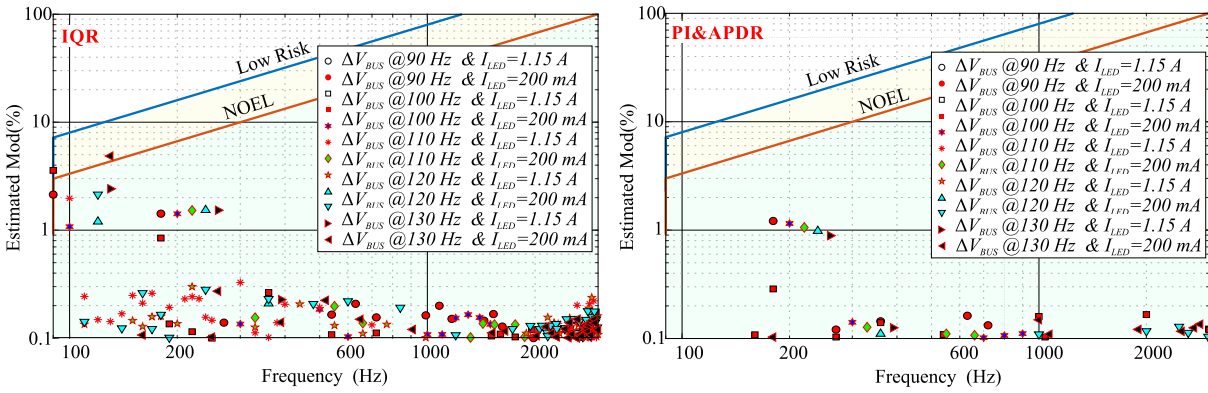 Estimated Mod(%)
100
10
1
0.1
IQR
Low Risk
NOEL
ΔV_BUS @90 Hz & I_LED=1.15 A
ΔV_BUS @90 Hz & I_LED=200 mA
ΔV_BUS @100 Hz & I_LED=1.15 A
ΔV_BUS @100 Hz & I_LED=200 mA
ΔV_BUS @110 Hz & I_LED=1.15 A
ΔV_BUS @110 Hz & I_LED=200 mA
ΔV_BUS @120 Hz & I_LED=1.15 A
ΔV_BUS @120 Hz & I_LED=200 mA
ΔV_BUS @130 Hz & I_LED=1.15 A
ΔV_BUS @130 Hz & I_LED=200 mA
100 200 600 1000 2000
Frequency (Hz)
Estimated Mod(%)
100
10
1
0.1
PI&APDR
Low Risk
NOEL
ΔV_BUS @90 Hz & I_LED=1.15 A
ΔV_BUS @90 Hz & I_LED=200 mA
ΔV_BUS @100 Hz & I_LED=1.15 A
ΔV_BUS @100 Hz & I_LED=200 mA
ΔV_BUS @110 Hz & I_LED=1.15 A
ΔV_BUS @110 Hz & I_LED=200 mA
ΔV_BUS @120 Hz & I_LED=1.15 A
ΔV_BUS @120 Hz & I_LED=200 mA
ΔV_BUS @130 Hz & I_LED=1.15 A
ΔV_BUS @130 Hz & I_LED=200 mA
100 200 600 1000 2000
Frequency (Hz)